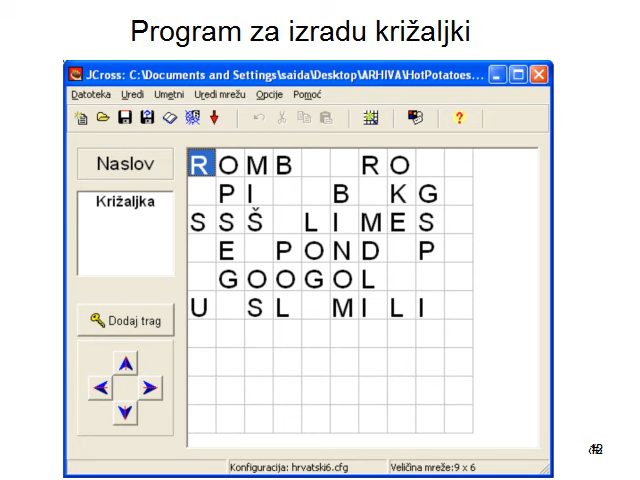 Program za izradu križaljki
JCross: C:\Documents and Settings\saida\Desktop\ARHIVA\HotPotatoes...
Datoteka Uredi Umetni Uredi mrežu Opcije Pomoć
Naslov
Križaljka
R O M B R O
P I B K G
S S Š L I M E S
E P O N D P
G O O G O L
U S L M I L I
Dodaj trag
Konfiguracija: hrvatski6.cfg Veličina mreže:9 x 6